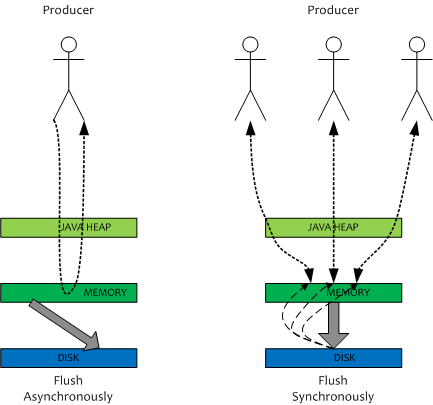 Producer
Producer
JAVA HEAP
JAVA HEAP
MEMORY
MEMORY
DISK
DISK
Flush
Asynchronously
Flush
Synchronously